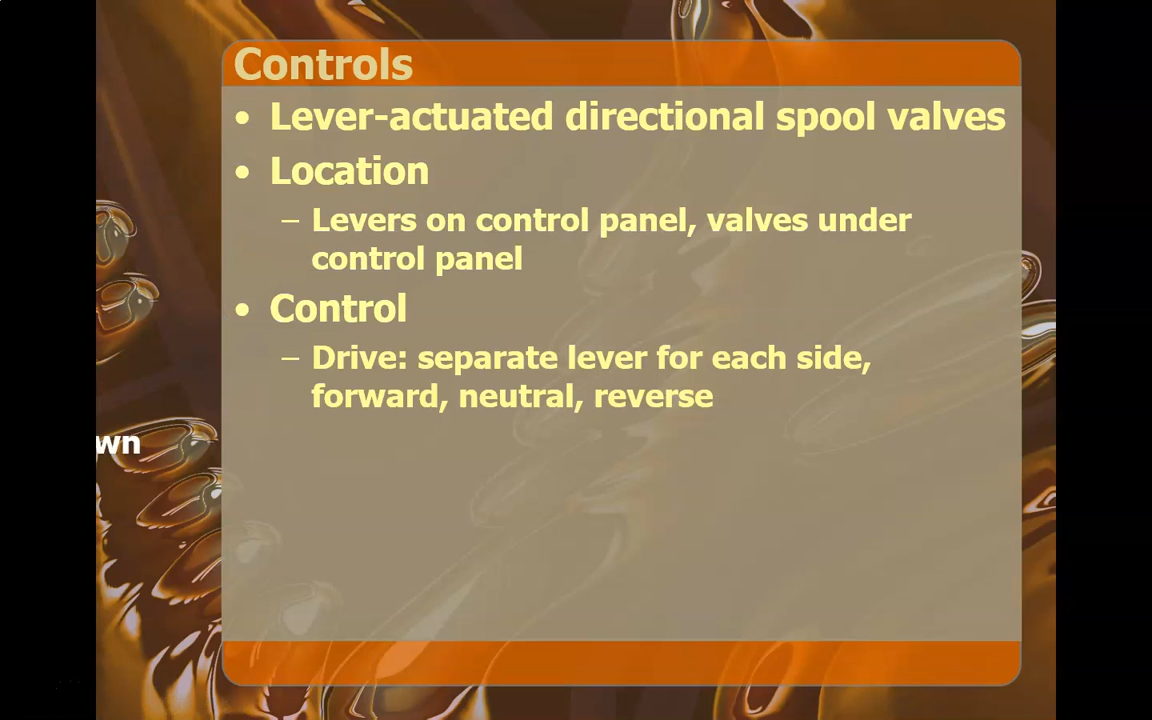 Controls
• Lever-actuated directional spool valves
• Location
– Levers on control panel, valves under
control panel
• Control
– Drive: separate lever for each side,
forward, neutral, reverse
wn